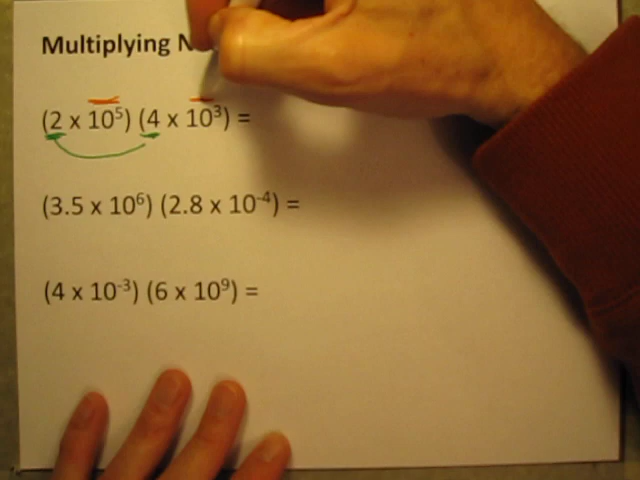 Multiplying
(2 x 10⁵) (4 x 10³) =
(3.5 x 10⁶) (2.8 x 10⁻⁴) =
(4 x 10⁻³) (6 x 10⁹) =